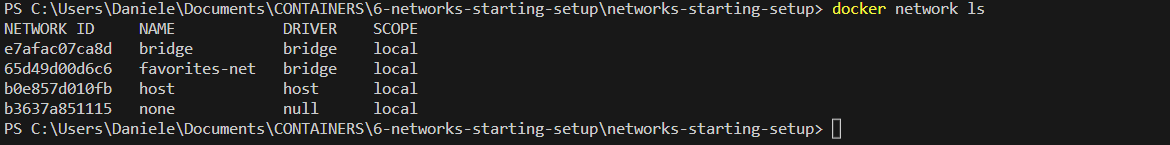 PS C:\Users\Daniele\Documents\CONTAINERS\6-networks-starting-setup\networks-starting-setup> docker network ls
NETWORK ID     NAME            DRIVER    SCOPE
e7afac07ca8d   bridge          bridge    local
65d49d00d6c6   favorites-net   bridge    local
b0e857d010fb   host            host      local
b3637a851115   none            null      local
PS C:\Users\Daniele\Documents\CONTAINERS\6-networks-starting-setup\networks-starting-setup>